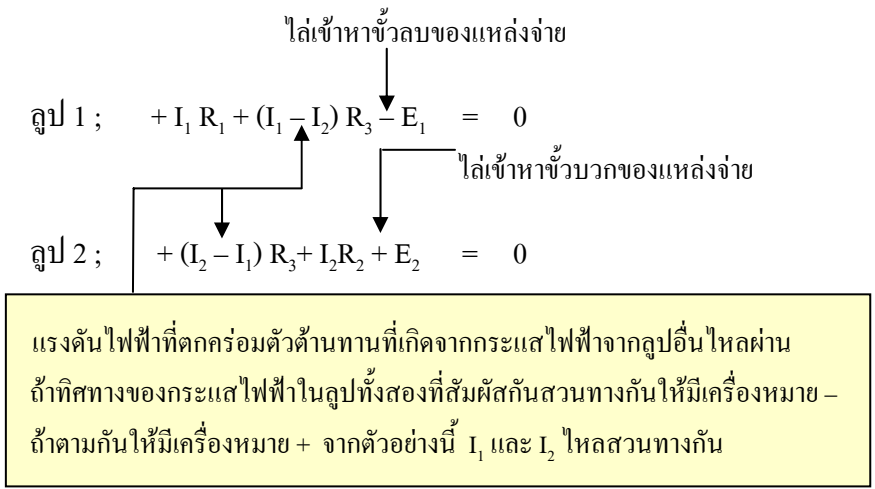 ไล่เข้าหาขั้วลบของแหล่งจ่าย
ลูป 1 ; + I₁ R₁ + (I₁ – I₂) R₃ – E₁ = 0
ไล่เข้าหาขั้วบวกของแหล่งจ่าย
ลูป 2 ; + (I₂ – I₁) R₃+ I₂R₂ + E₂ = 0
แรงดันไฟฟ้าที่ตกคร่อมตัวต้านทานที่เกิดจากกระแสไฟฟ้าจากลูปอื่นไหลผ่าน
ถ้าทิศทางของกระแสไฟฟ้าในลูปทั้งสองที่สัมผัสกันสวนทางกันให้มีเครื่องหมาย –
ถ้าตามกันให้มีเครื่องหมาย + จากตัวอย่างนี้ I₁ และ I₂ ไหลสวนทางกัน